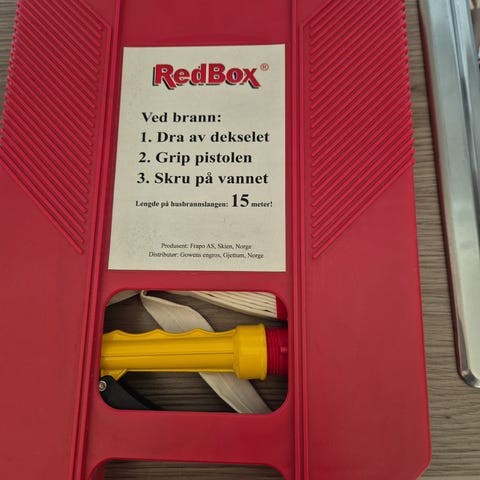 RedBox®
Ved brann:
1. Dra av dekselet
2. Grip pistolen
3. Skru på vannet
Lengde på husbrannslangen: 15 meter!
Produsent: Frapo AS, Skien, Norge
Distributør: Gowens engros, Gjettum, Norge